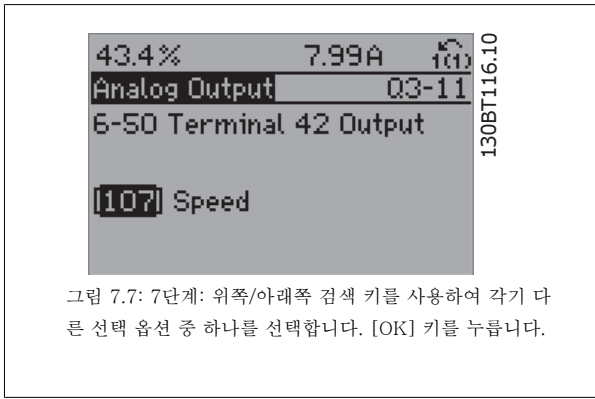 43.4% 7.99A 1(1)
Analog Output Q3-11
6-50 Terminal 42 Output
[107] Speed
130BT116.10
그림 7.7: 7단계: 위쪽/아래쪽 검색 키를 사용하여 각기 다
른 선택 옵션 중 하나를 선택합니다. [OK] 키를 누릅니다.